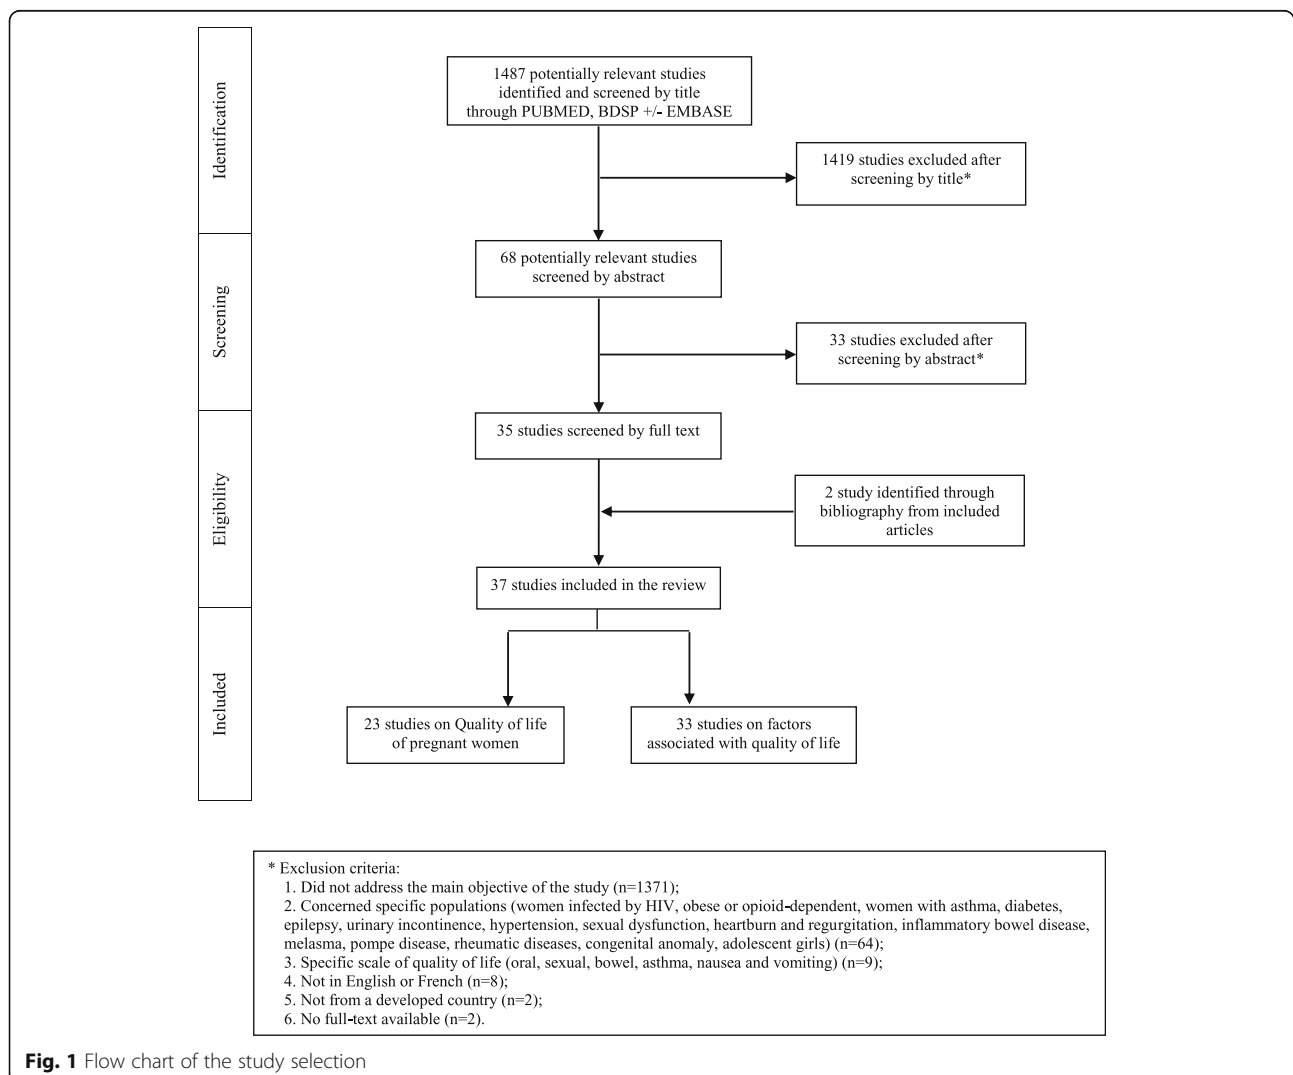 Identification
1487 potentially relevant studies
identified and screened by title
through PUBMED, BDSP +/- EMBASE
1419 studies excluded after
screening by title*
Screening
68 potentially relevant studies
screened by abstract
33 studies excluded after
screening by abstract*
Eligibility
35 studies screened by full text
2 study identified through
bibliography from included
articles
37 studies included in the review
Included
23 studies on Quality of life
of pregnant women
33 studies on factors
associated with quality of life
* Exclusion criteria:
1. Did not address the main objective of the study (n=1371);
2. Concerned specific populations (women infected by HIV, obese or opioid-dependent, women with asthma, diabetes,
epilepsy, urinary incontinence, hypertension, sexual dysfunction, heartburn and regurgitation, inflammatory bowel disease,
melasma, pompe disease, rheumatic diseases, congenital anomaly, adolescent girls) (n=64);
3. Specific scale of quality of life (oral, sexual, bowel, asthma, nausea and vomiting) (n=9);
4. Not in English or French (n=8);
5. Not from a developed country (n=2);
6. No full-text available (n=2).
Fig. 1 Flow chart of the study selection